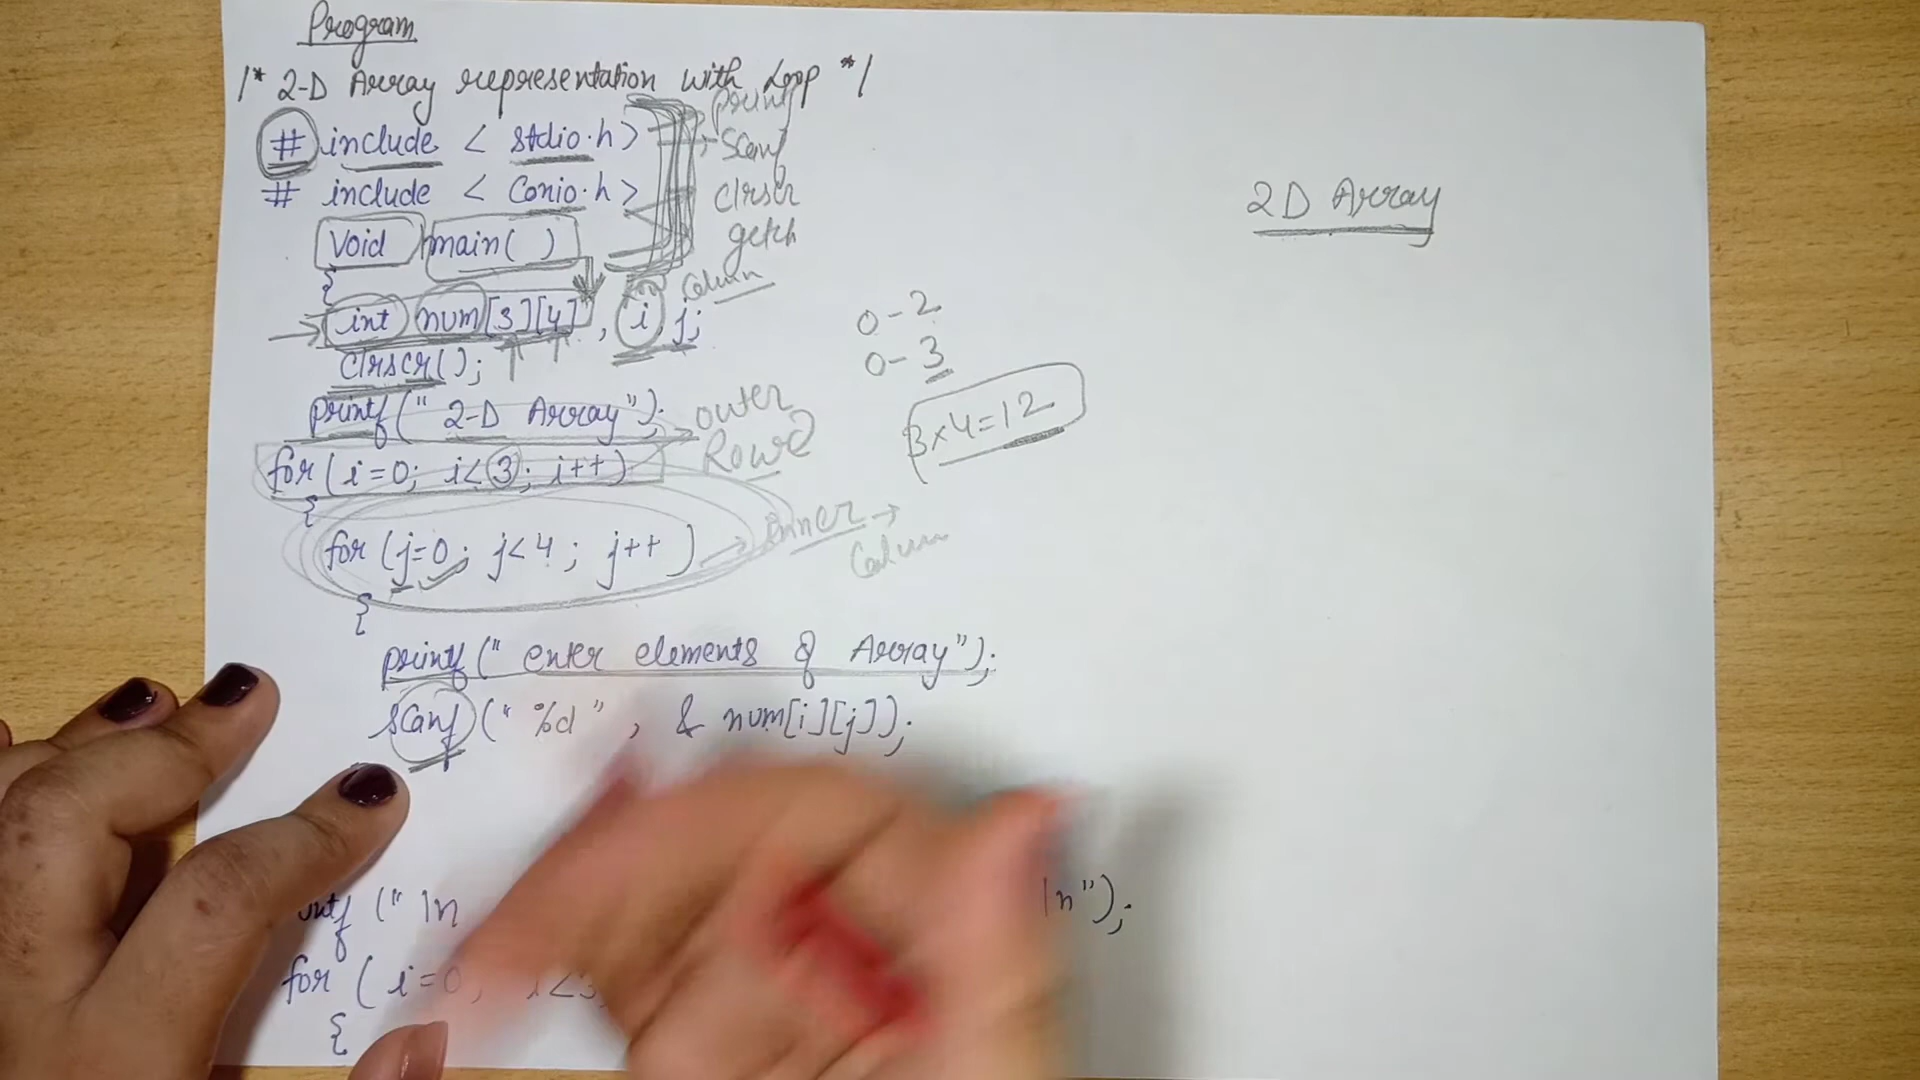 Program
/* 2-D Array representation with Loop */
# include < stdio.h > printf
scanf
# include < Conio.h > clrscr
getch
Void main( )
{
int num[3][4], i, j;
Column
clrscr();
printf(" 2-D Array");
outer
for( i=0; i<3; i++)
{
for (j=0; j<4; j++)
inner →
Column
{
printf(" enter elements of Array");
scanf(" %d ", & num[i][j]);
intf (" \n
\n");
for ( i=0; i<3
{
0-2
0-3
3x4=12
2D Array